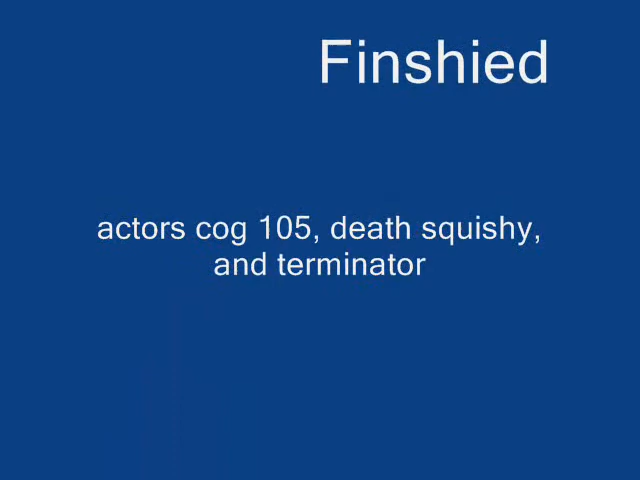 Finshied
actors cog 105, death squishy,
and terminator